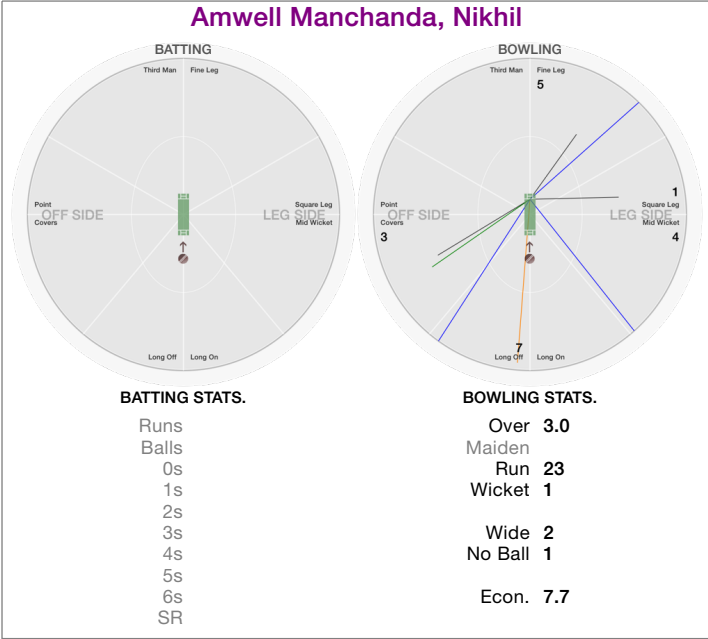 Amwell Manchanda, Nikhil
BATTING
Third Man Fine Leg
Point
OFF SIDE
Covers
Square Leg
LEG SIDE
Mid Wicket
Long Off Long On
BOWLING
Third Man Fine Leg
5
1
Point
OFF SIDE
Covers
3
Square Leg
LEG SIDE
Mid Wicket
4
7
Long Off Long On
BATTING STATS.
Runs
Balls
0s
1s
2s
3s
4s
5s
6s
SR
BOWLING STATS.
Over 3.0
Maiden
Run 23
Wicket 1
Wide 2
No Ball 1
Econ. 7.7